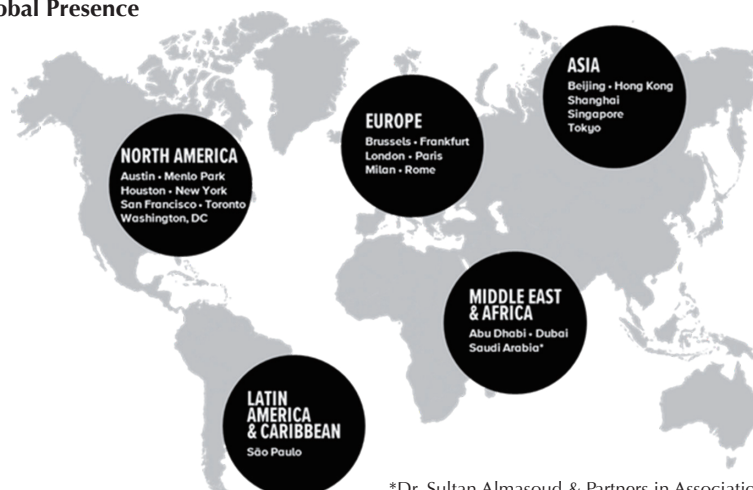 Presence
NORTH AMERICA
Austin • Menlo Park
Houston • New York
San Francisco • Toronto
Washington, DC
EUROPE
Brussels • Frankfurt
London • Paris
Milan • Rome
ASIA
Beijing • Hong Kong
Shanghai
Singapore
Tokyo
MIDDLE EAST
& AFRICA
Abu Dhabi • Dubai
Saudi Arabia*
LATIN
AMERICA
& CARIBBEAN
São Paulo
*Dr. Sultan Almasoud & Partners in